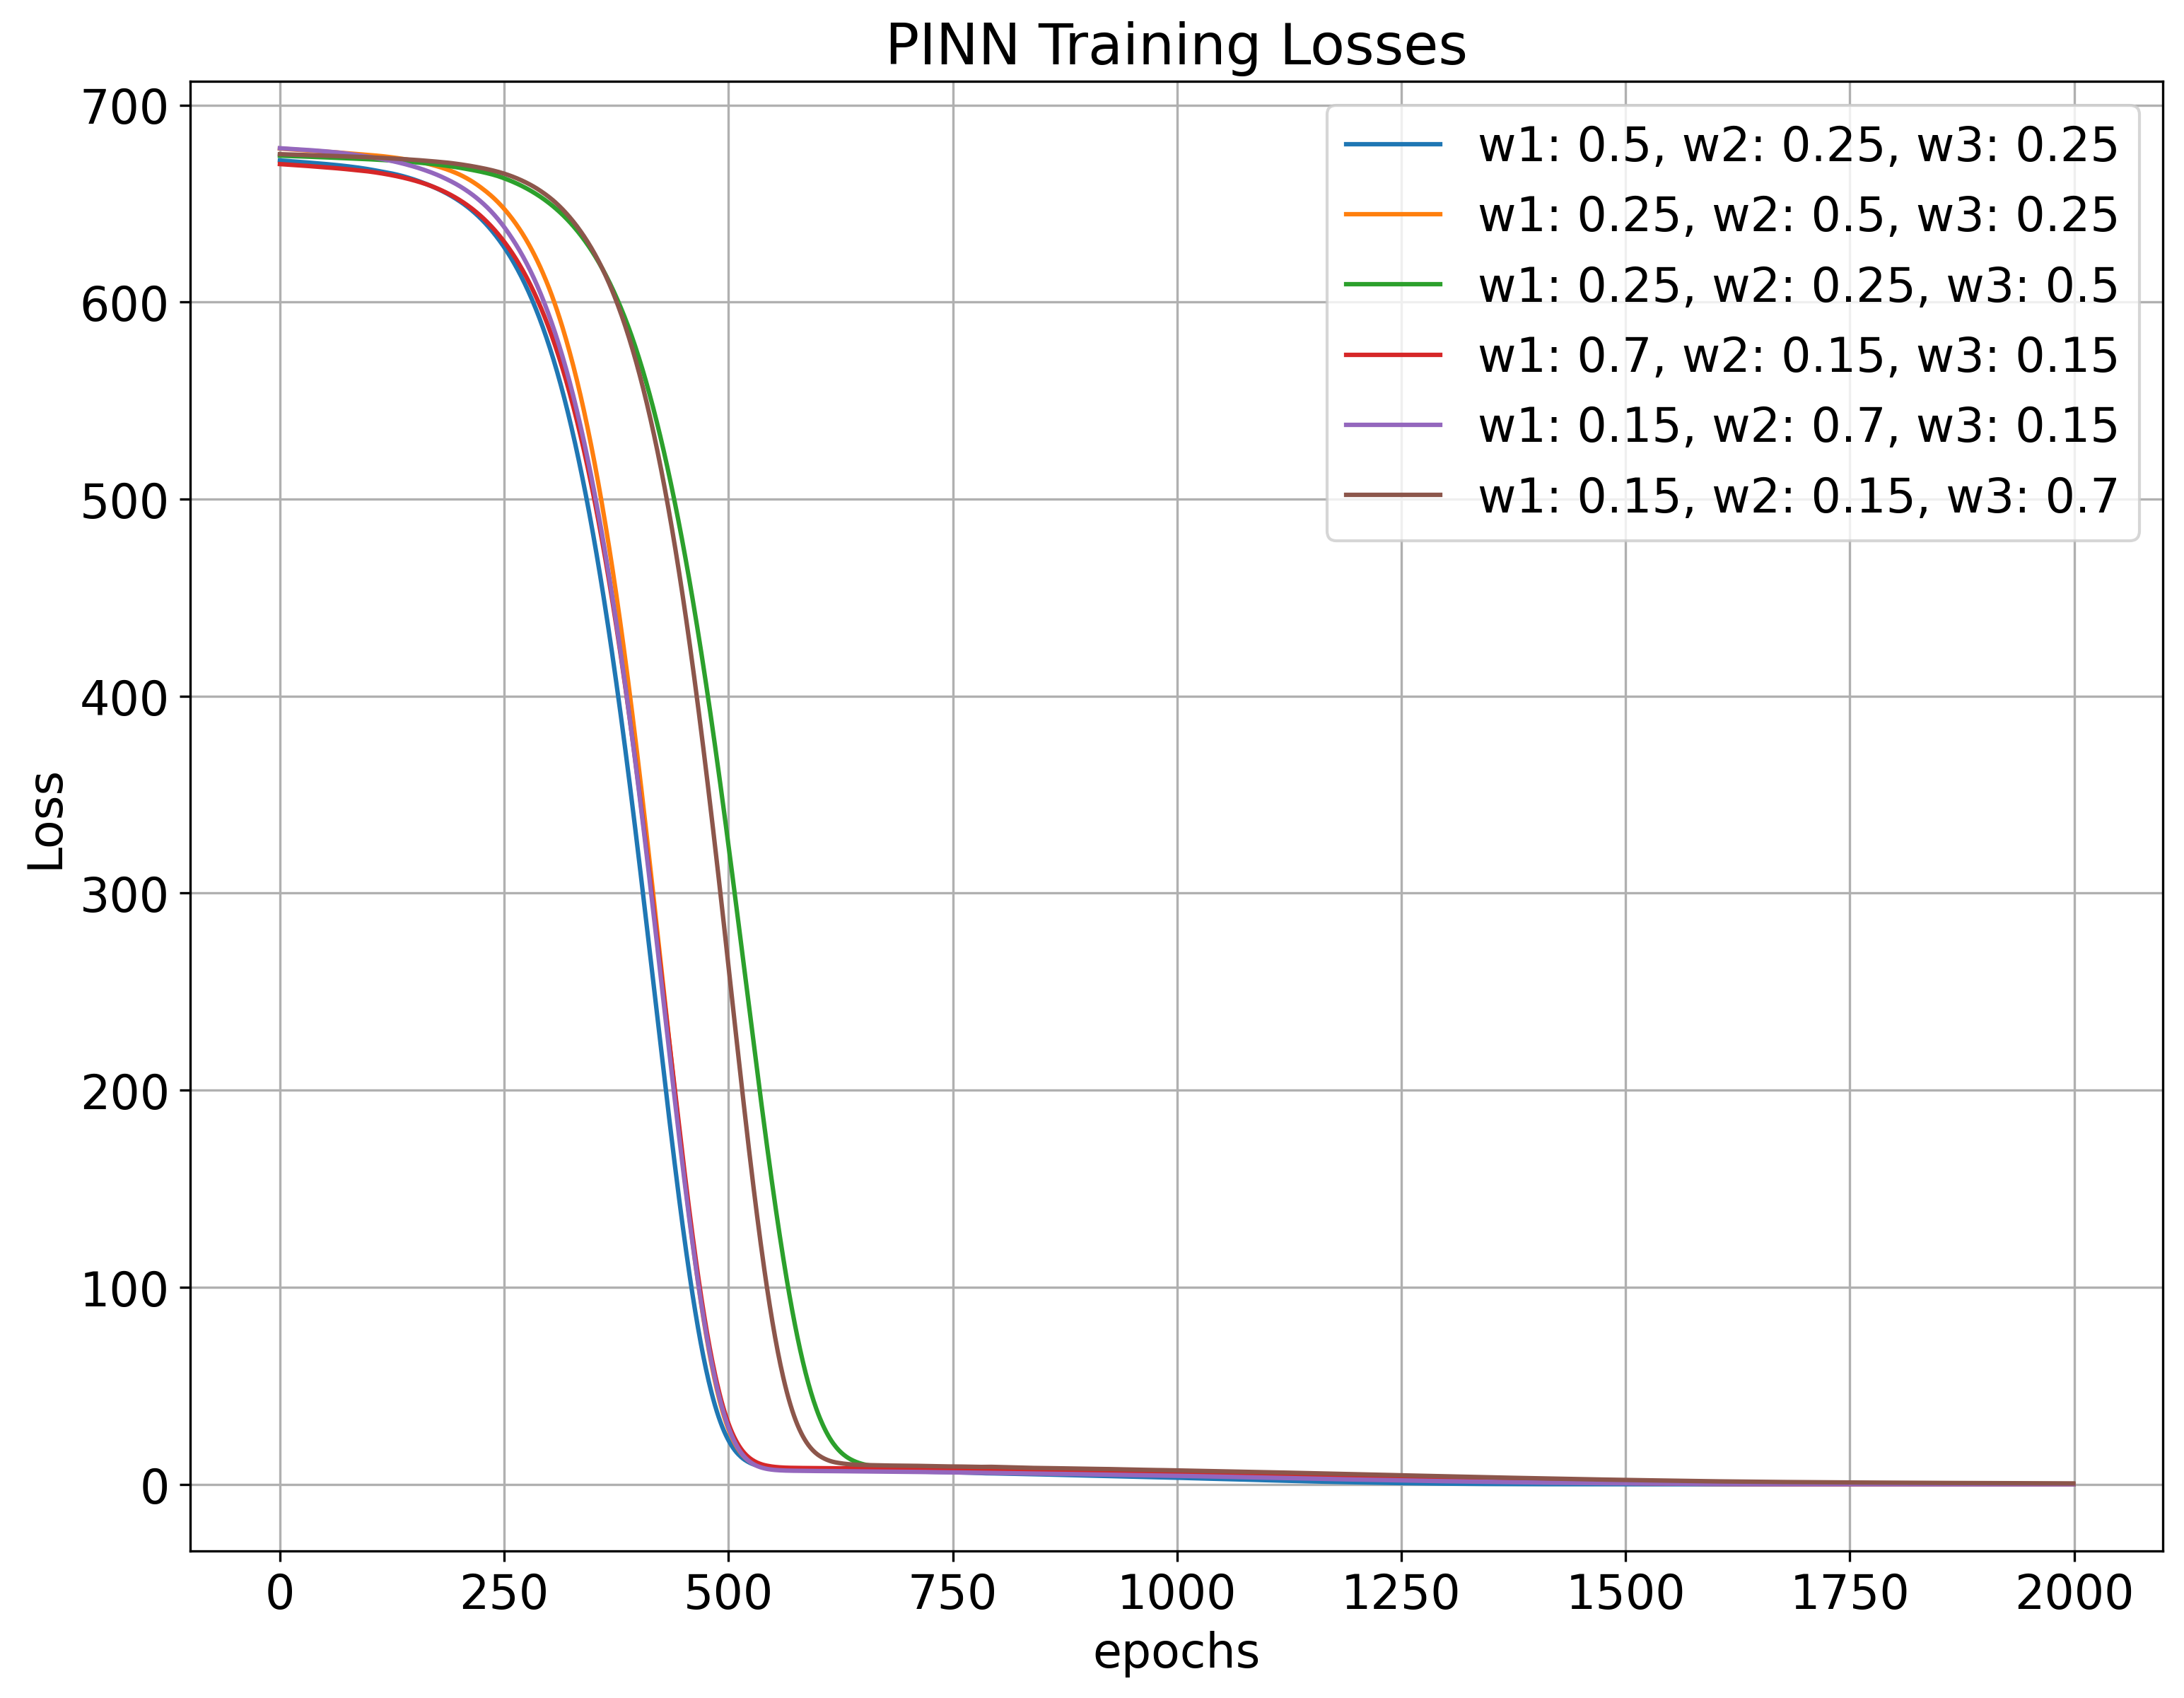 PINN Training Losses
700
600
500
400
300
200
100
0
Loss
w1: 0.5, w2: 0.25, w3: 0.25
w1: 0.25, w2: 0.5, w3: 0.25
w1: 0.25, w2: 0.25, w3: 0.5
w1: 0.7, w2: 0.15, w3: 0.15
w1: 0.15, w2: 0.7, w3: 0.15
w1: 0.15, w2: 0.15, w3: 0.7
0 250 500 750 1000 1250 1500 1750 2000
epochs